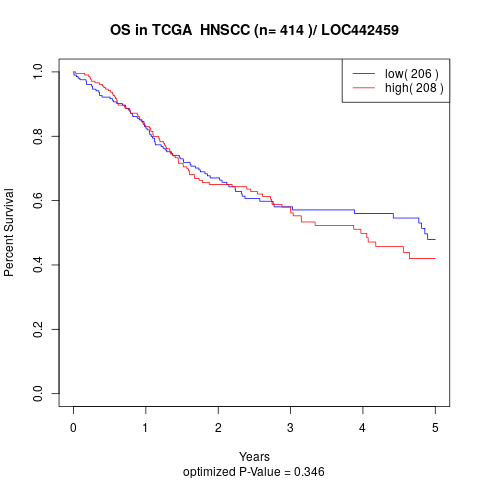 OS in TCGA  HNSCC (n= 414 )/ LOC442459
low( 206 )
high( 208 )
Percent Survival
1.0
0.8
0.6
0.4
0.2
0.0
0 1 2 3 4 5
Years
optimized P-Value = 0.346